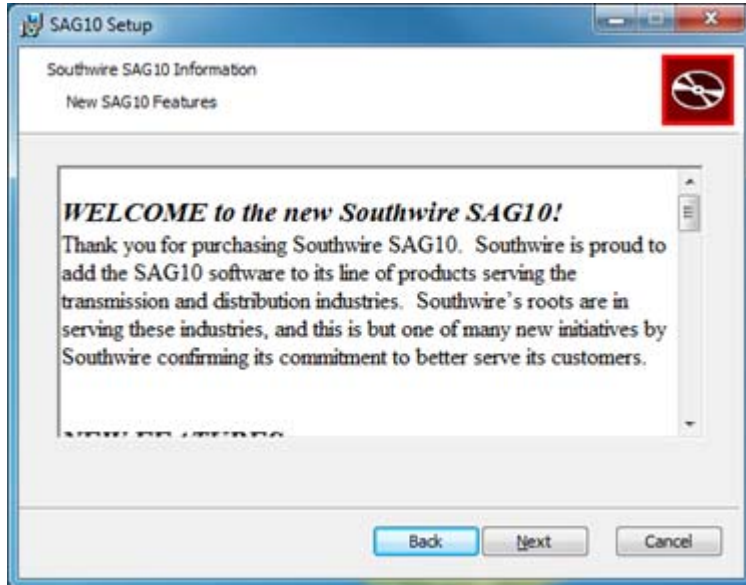 SAG10 Setup
Southwire SAG10 Information
New SAG10 Features
WELCOME to the new Southwire SAG10!
Thank you for purchasing Southwire SAG10. Southwire is proud to
add the SAG10 software to its line of products serving the
transmission and distribution industries. Southwire's roots are in
serving these industries, and this is but one of many new initiatives by
Southwire confirming its commitment to better serve its customers.
NEW FEATURES
Back
Next
Cancel